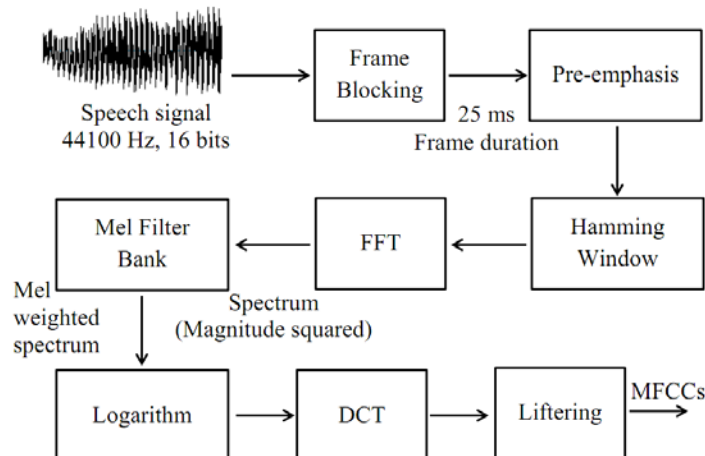 Speech signal
44100 Hz, 16 bits
Frame
Blocking
25 ms
Frame duration
Pre-emphasis
Hamming
Window
FFT
Spectrum
(Magnitude squared)
Mel Filter
Bank
Mel
weighted
spectrum
Logarithm
DCT
Liftering
MFCCs